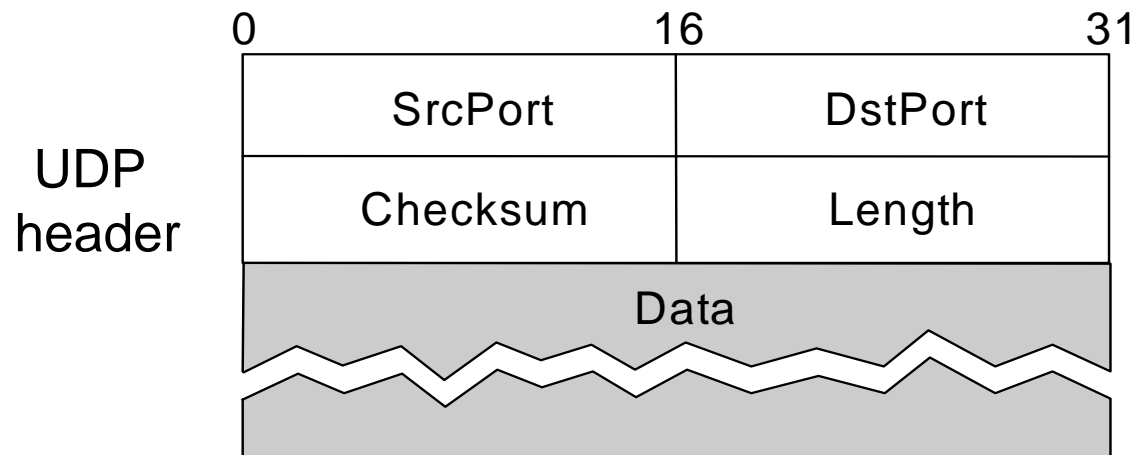 0 16 31
SrcPort DstPort
UDP
header
Checksum Length
Data